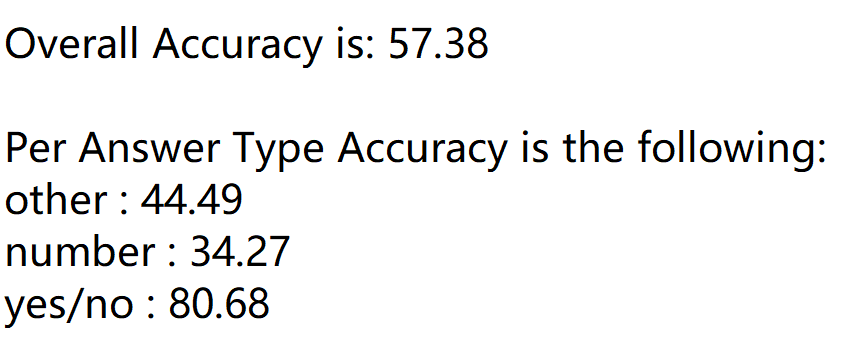 Overall Accuracy is: 57.38
Per Answer Type Accuracy is the following:
other : 44.49
number : 34.27
yes/no : 80.68